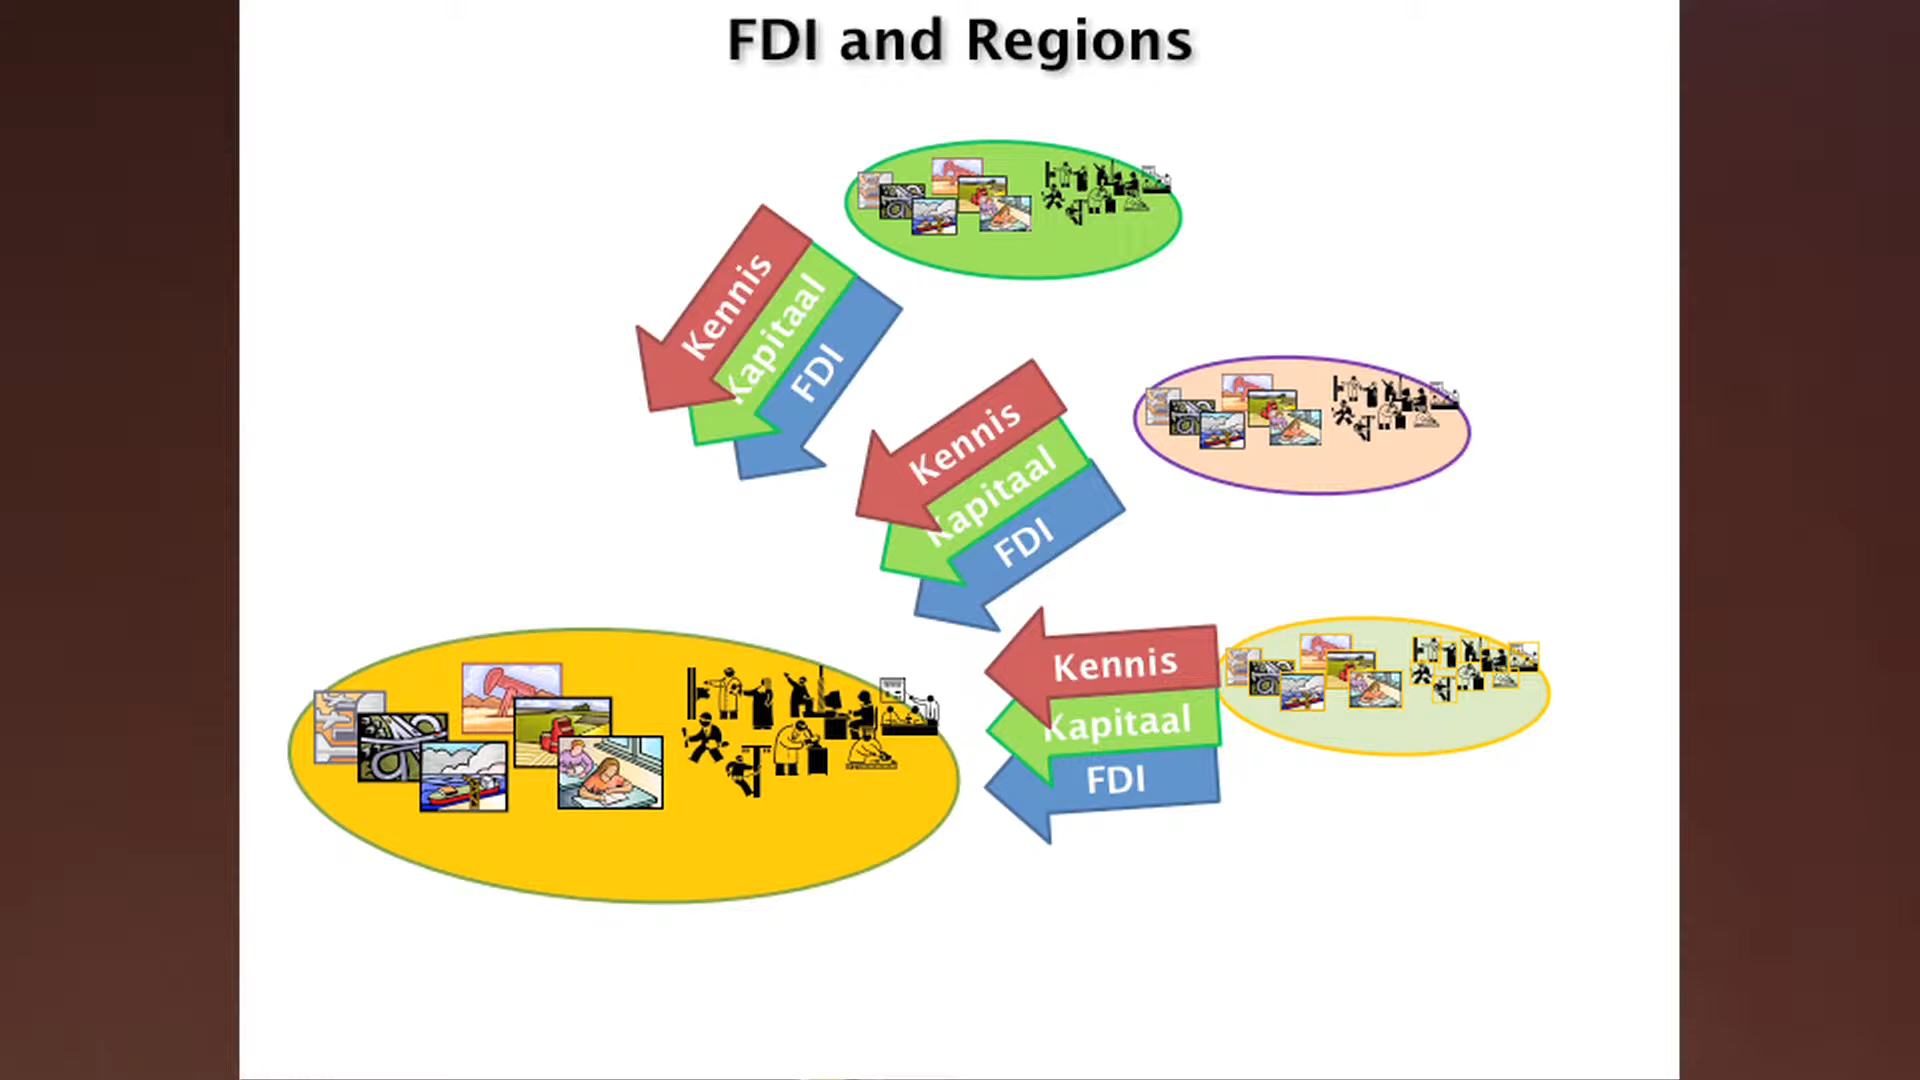 FDI and Regions
Kennis
Kapitaal
FDI
Kennis
Kapitaal
FDI
Kennis
Kapitaal
FDI